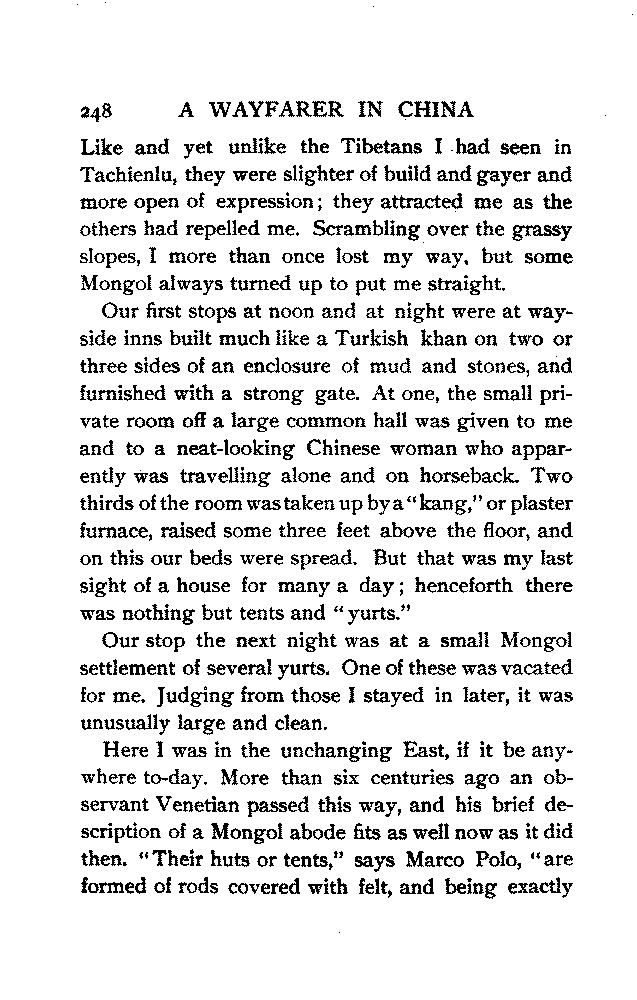 248 A WAYFARER IN CHINA
Like and yet unlike the Tibetans I had seen in
Tachienlu, they were slighter of build and gayer and
more open of expression; they attracted me as the
others had repelled me. Scrambling over the grassy
slopes, I more than once lost my way, but some
Mongol always turned up to put me straight.
Our first stops at noon and at night were at way-
side inns built much like a Turkish khan on two or
three sides of an enclosure of mud and stones, and
furnished with a strong gate. At one, the small pri-
vate room off a large common hall was given to me
and to a neat-looking Chinese woman who appar-
ently was travelling alone and on horseback. Two
thirds of the room was taken up by a "kang," or plaster
furnace, raised some three feet above the floor, and
on this our beds were spread. But that was my last
sight of a house for many a day; henceforth there
was nothing but tents and "yurts."
Our stop the next night was at a small Mongol
settlement of several yurts. One of these was vacated
for me. Judging from those I stayed in later, it was
unusually large and clean.
Here I was in the unchanging East, if it be any-
where to-day. More than six centuries ago an ob-
servant Venetian passed this way, and his brief de-
scription of a Mongol abode fits as well now as it did
then. "Their huts or tents," says Marco Polo, "are
formed of rods covered with felt, and being exactly